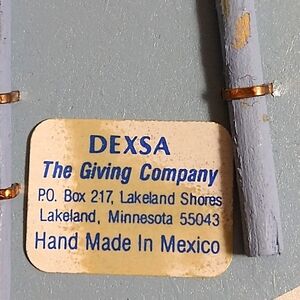 DEXSA
The Giving Company
P.O. Box 217, Lakeland Shores
Lakeland, Minnesota 55043
Hand Made In Mexico